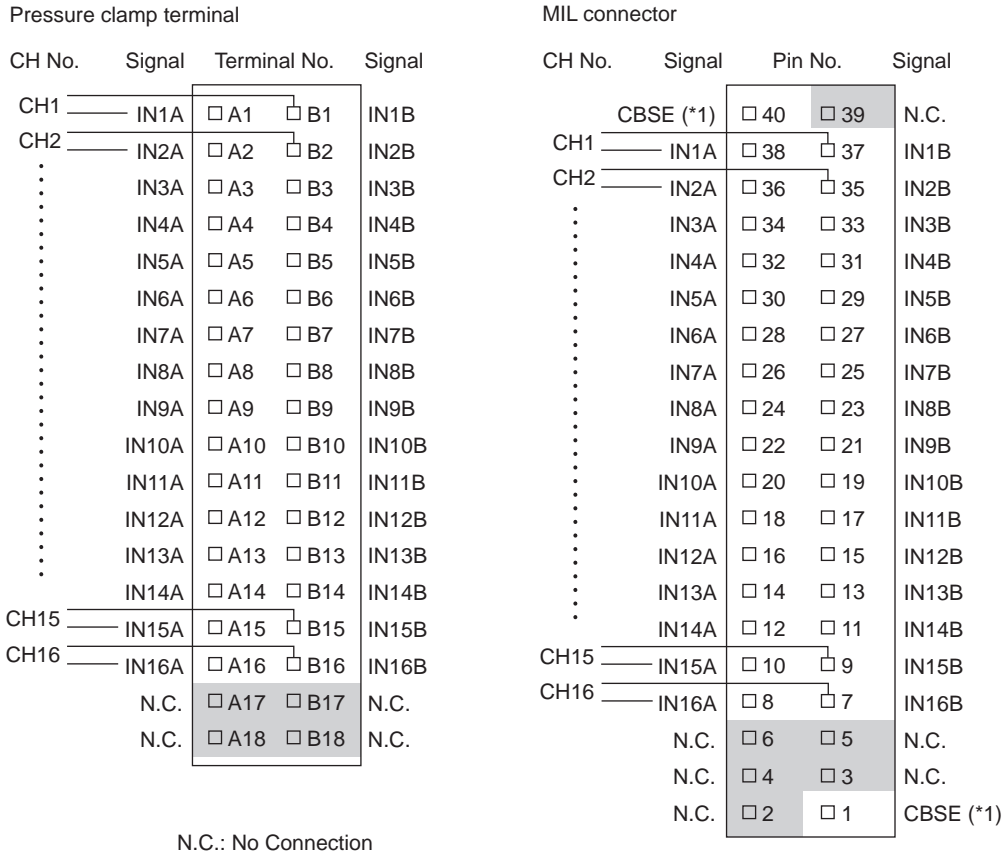 Pressure clamp terminal
CH No. Signal Terminal No. Signal
CH1 IN1A A1 B1 IN1B
CH2 IN2A A2 B2 IN2B
IN3A A3 B3 IN3B
IN4A A4 B4 IN4B
IN5A A5 B5 IN5B
IN6A A6 B6 IN6B
IN7A A7 B7 IN7B
IN8A A8 B8 IN8B
IN9A A9 B9 IN9B
IN10A A10 B10 IN10B
IN11A A11 B11 IN11B
IN12A A12 B12 IN12B
IN13A A13 B13 IN13B
IN14A A14 B14 IN14B
CH15 IN15A A15 B15 IN15B
CH16 IN16A A16 B16 IN16B
N.C. A17 B17 N.C.
N.C. A18 B18 N.C.
N.C.: No Connection
MIL connector
CH No. Signal Pin No. Signal
CBSE (*1) 40 39 N.C.
CH1 IN1A 38 37 IN1B
CH2 IN2A 36 35 IN2B
IN3A 34 33 IN3B
IN4A 32 31 IN4B
IN5A 30 29 IN5B
IN6A 28 27 IN6B
IN7A 26 25 IN7B
IN8A 24 23 IN8B
IN9A 22 21 IN9B
IN10A 20 19 IN10B
IN11A 18 17 IN11B
IN12A 16 15 IN12B
IN13A 14 13 IN13B
IN14A 12 11 IN14B
CH15 IN15A 10 9 IN15B
CH16 IN16A 8 7 IN16B
N.C. 6 5 N.C.
N.C. 4 3 N.C.
N.C. 2 1 CBSE (*1)